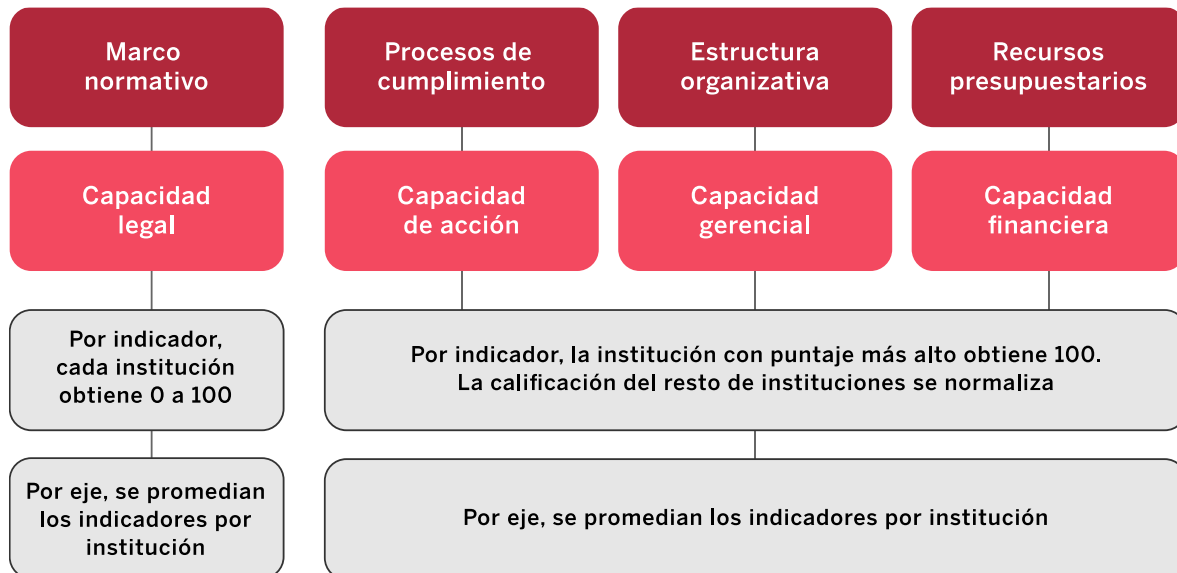 Marco
normativo
Procesos de
cumplimiento
Estructura
organizativa
Recursos
presupuestarios
Capacidad
legal
Capacidad
de acción
Capacidad
gerencial
Capacidad
financiera
Por indicador,
cada institución
obtiene 0 a 100
Por indicador, la institución con puntaje más alto obtiene 100.
La calificación del resto de instituciones se normaliza
Por eje, se promedian
los indicadores por
institución
Por eje, se promedian los indicadores por institución